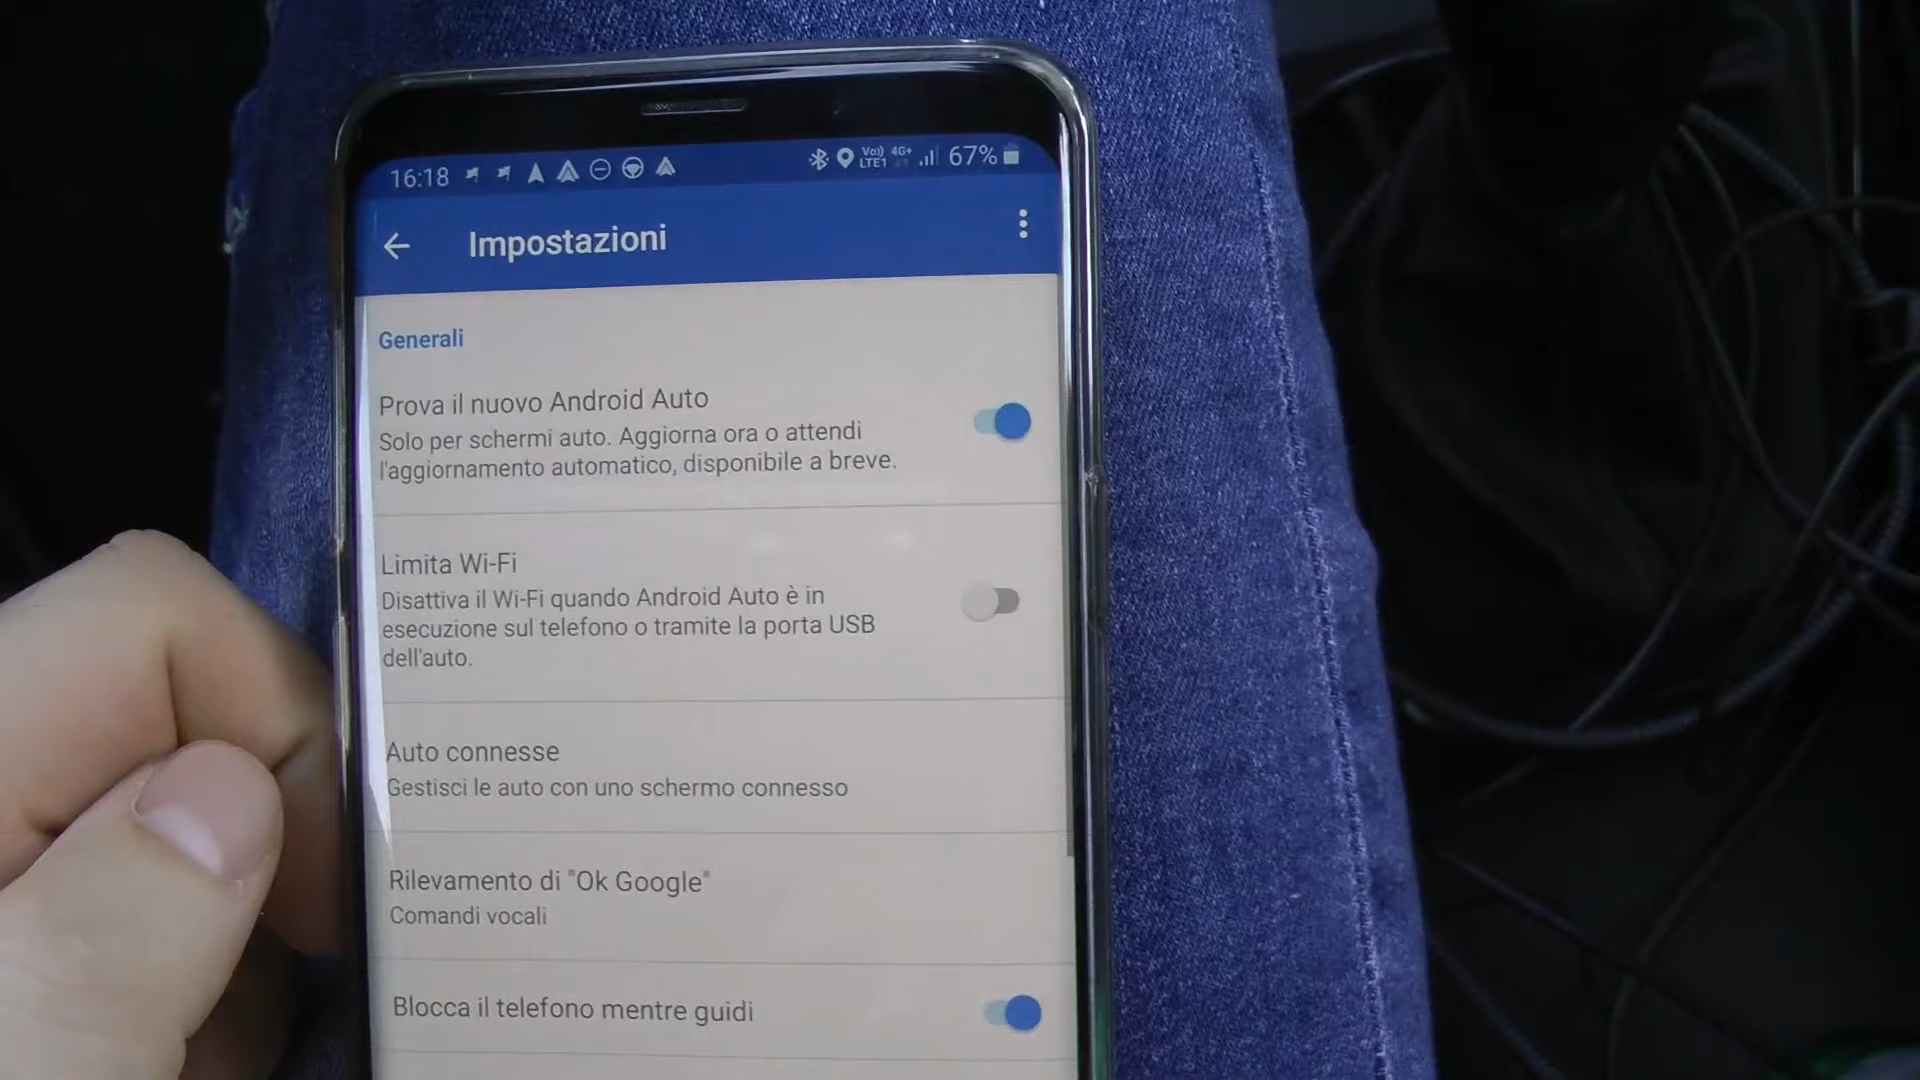 16:18 Vo)) LTE1 4G+ 67%
Impostazioni
Generali
Prova il nuovo Android Auto
Solo per schermi auto. Aggiorna ora o attendi
l'aggiornamento automatico, disponibile a breve.
Limita Wi-Fi
Disattiva il Wi-Fi quando Android Auto è in
esecuzione sul telefono o tramite la porta USB
dell'auto.
Auto connesse
Gestisci le auto con uno schermo connesso
Rilevamento di "Ok Google"
Comandi vocali
Blocca il telefono mentre guidi